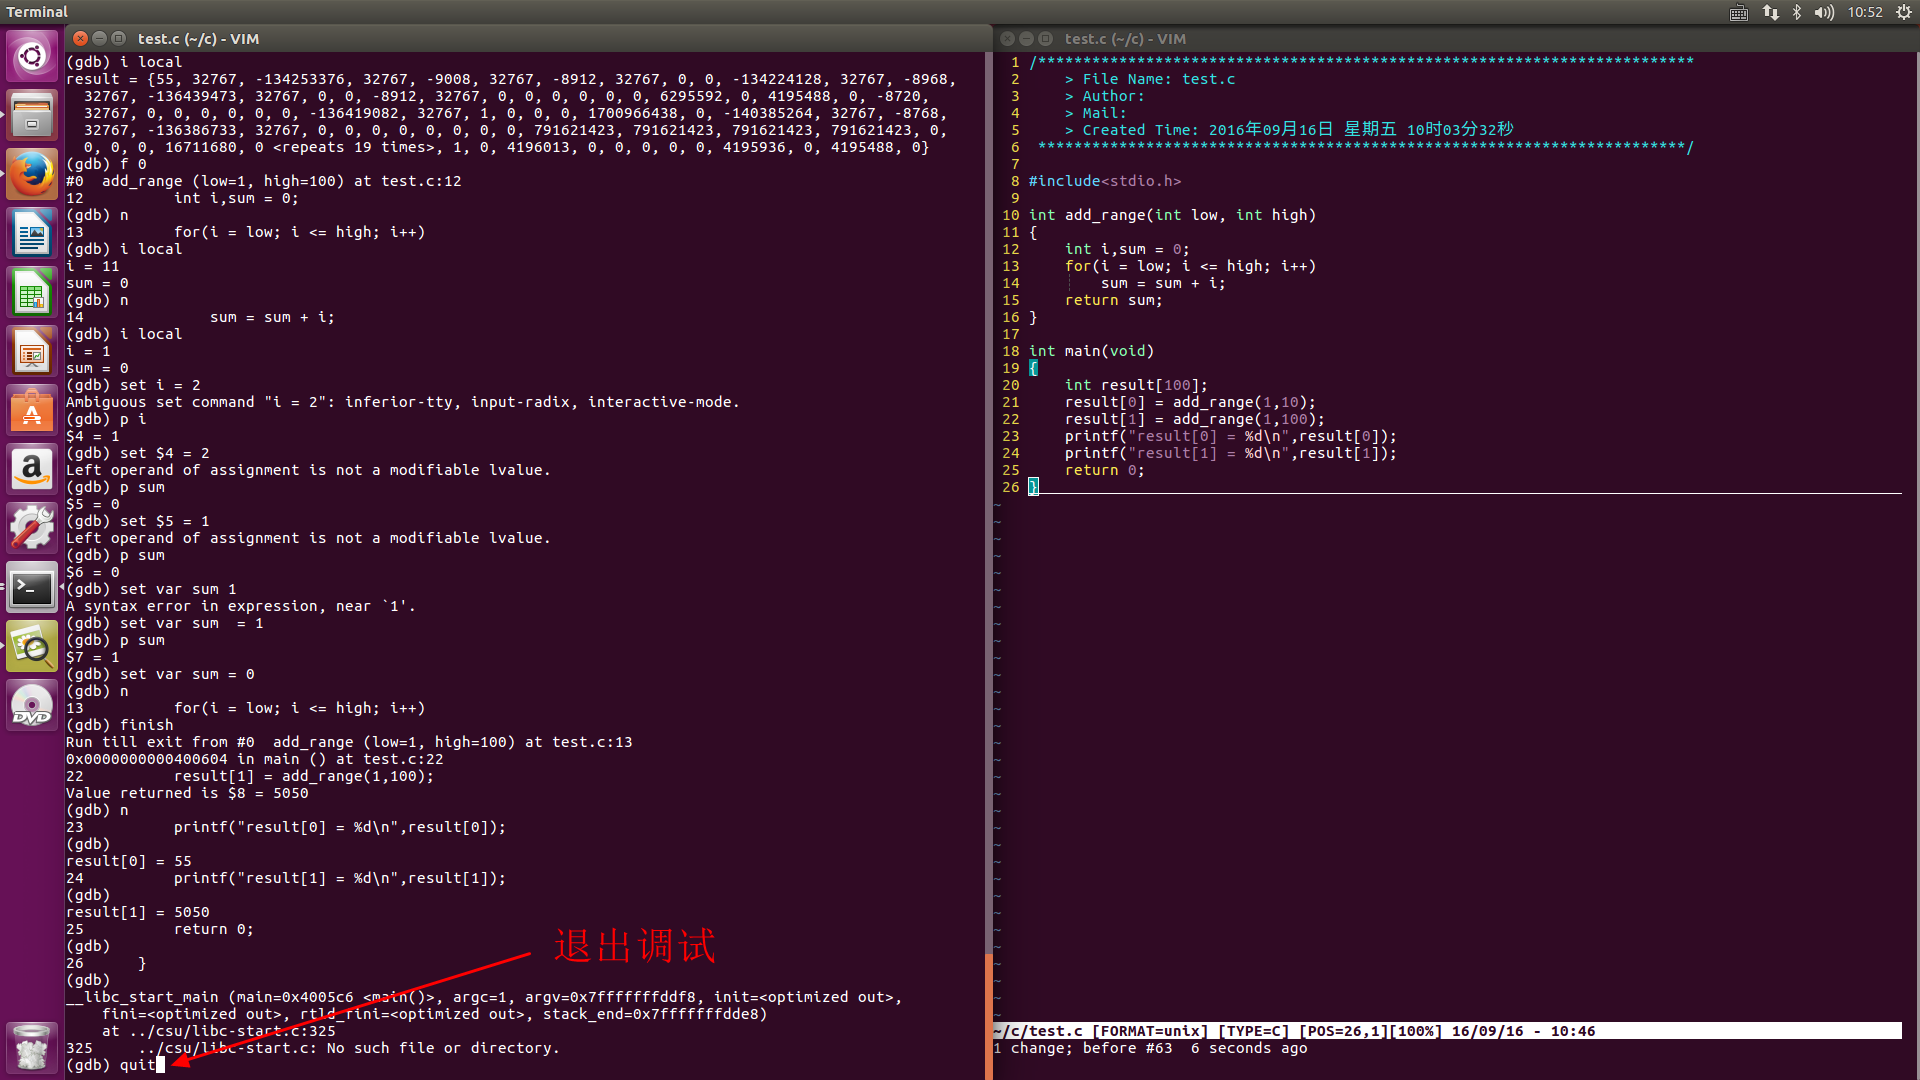 Terminal
10:52
test.c (~/c) - VIM
(gdb) i local
result = {55, 32767, -134253376, 32767, -9008, 32767, -8912, 32767, 0, 0, -134224128, 32767, -8968,
  32767, -136439473, 32767, 0, 0, -8912, 32767, 0, 0, 0, 0, 0, 0, 6295592, 0, 4195488, 0, -8720,
  32767, 0, 0, 0, 0, 0, 0, -136419082, 32767, 1, 0, 0, 0, 1700966438, 0, -140385264, 32767, -8768,
  32767, -136386733, 32767, 0, 0, 0, 0, 0, 0, 0, 0, 791621423, 791621423, 791621423, 791621423, 0,
  0, 0, 0, 16711680, 0 <repeats 19 times>, 1, 0, 4196013, 0, 0, 0, 0, 0, 4195936, 0, 4195488, 0}
(gdb) f 0
#0  add_range (low=1, high=100) at test.c:12
12          int i,sum = 0;
(gdb) n
13          for(i = low; i <= high; i++)
(gdb) i local
i = 11
sum = 0
(gdb) n
14              sum = sum + i;
(gdb) i local
i = 1
sum = 0
(gdb) set i = 2
Ambiguous set command "i = 2": inferior-tty, input-radix, interactive-mode.
(gdb) p i
$4 = 1
(gdb) set $4 = 2
Left operand of assignment is not a modifiable lvalue.
(gdb) p sum
$5 = 0
(gdb) set $5 = 1
Left operand of assignment is not a modifiable lvalue.
(gdb) p sum
$6 = 0
(gdb) set var sum 1
A syntax error in expression, near `1'.
(gdb) set var sum  = 1
(gdb) p sum
$7 = 1
(gdb) set var sum = 0
(gdb) n
13          for(i = low; i <= high; i++)
(gdb) finish
Run till exit from #0  add_range (low=1, high=100) at test.c:13
0x0000000000400604 in main () at test.c:22
22          result[1] = add_range(1,100);
Value returned is $8 = 5050
(gdb) n
23          printf("result[0] = %d\n",result[0]);
(gdb)
result[0] = 55
24          printf("result[1] = %d\n",result[1]);
(gdb)
result[1] = 5050
25          return 0;
(gdb)
26      }
(gdb)
__libc_start_main (main=0x4005c6 <main()>, argc=1, argv=0x7fffffffddf8, init=<optimized out>,
    fini=<optimized out>, rtld_fini=<optimized out>, stack_end=0x7fffffffdde8)
    at ../csu/libc-start.c:325
325     ../csu/libc-start.c: No such file or directory.
(gdb) quit
退出调试
test.c (~/c) - VIM
1 /*************************************************************************
2     > File Name: test.c
3     > Author:
4     > Mail:
5     > Created Time: 2016年09月16日 星期五 10时03分32秒
6  ************************************************************************/
7
8 #include<stdio.h>
9
10 int add_range(int low, int high)
11 {
12     int i,sum = 0;
13     for(i = low; i <= high; i++)
14     ¦   sum = sum + i;
15     return sum;
16 }
17
18 int main(void)
19 {
20     int result[100];
21     result[0] = add_range(1,10);
22     result[1] = add_range(1,100);
23     printf("result[0] = %d\n",result[0]);
24     printf("result[1] = %d\n",result[1]);
25     return 0;
26 }
~/c/test.c [FORMAT=unix] [TYPE=C] [POS=26,1][100%] 16/09/16 - 10:46
1 change; before #63  6 seconds ago